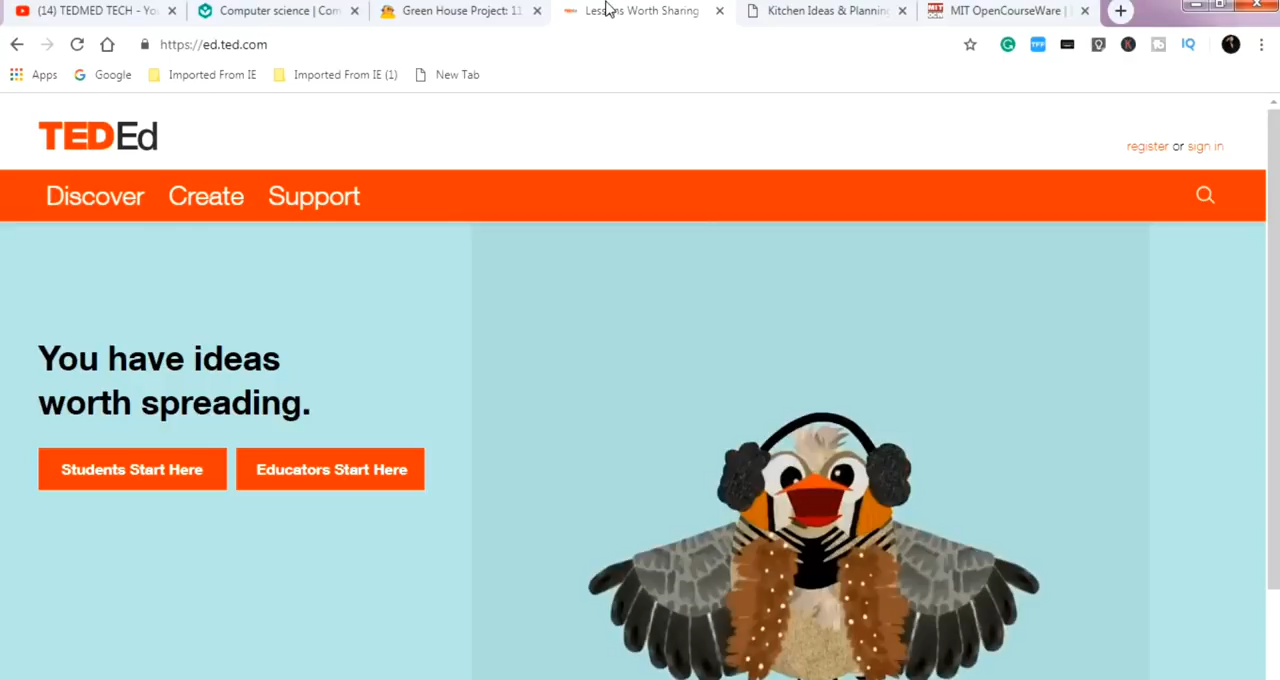 (14) TEDMED TECH - Yo
Computer science | Com
Green House Project: 11
Lessons Worth Sharing
Kitchen Ideas & Planning
MIT OpenCourseWare |
https://ed.ted.com
Apps
Google
Imported From IE
Imported From IE (1)
New Tab
TEDEd
register or sign in
Discover
Create
Support
You have ideas
worth spreading.
Students Start Here
Educators Start Here